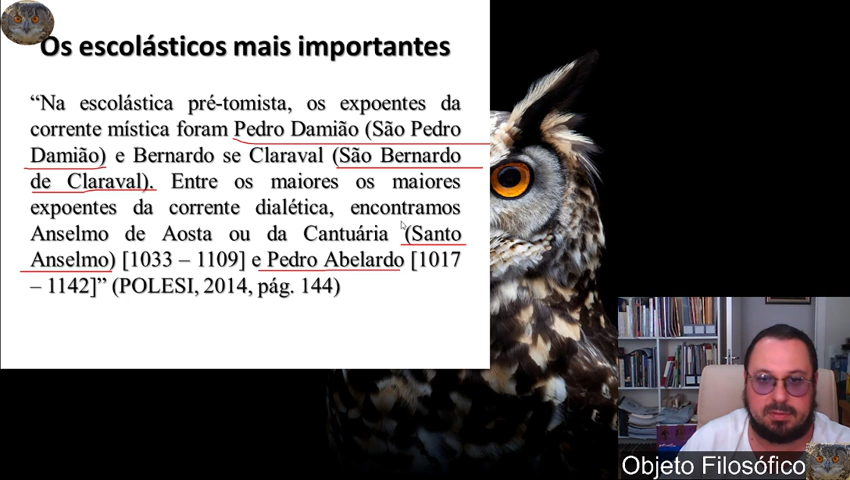 Os escolásticos mais importantes
“Na escolástica pré-tomista, os expoentes da
corrente mística foram Pedro Damião (São Pedro
Damião) e Bernardo se Claraval (São Bernardo
de Claraval). Entre os maiores os maiores
expoentes da corrente dialética, encontramos
Anselmo de Aosta ou da Cantuária (Santo
Anselmo) [1033 – 1109] e Pedro Abelardo [1017
– 1142]” (POLESI, 2014, pág. 144)
Objeto Filosófico